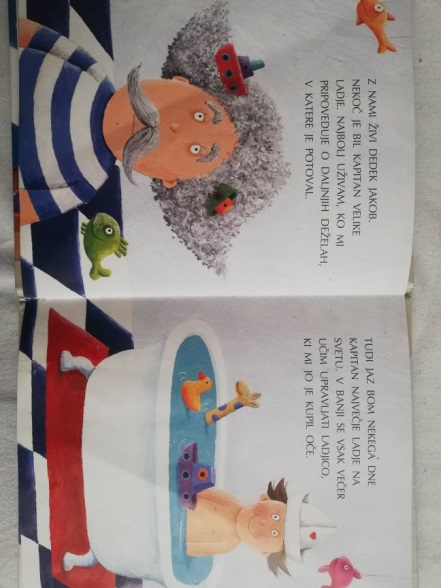 Z NAMI ŽIVI DEDEK JAKOB.
NEKOČ JE BIL KAPITAN VELIKE
LADJE. NAJBOLJ UŽIVAM, KO MI
PRIPOVEDUJE O DALJNJIH DEŽELAH,
V KATERE JE POTOVAL.
TUDI JAZ BOM NEKEGA DNE
KAPITAN NAJVEČJE LADJE NA
SVETU. V BANJI SE VSAK VEČER
UČIM UPRAVLJATI LADJICO,
KI MI JO JE KUPIL OČE.